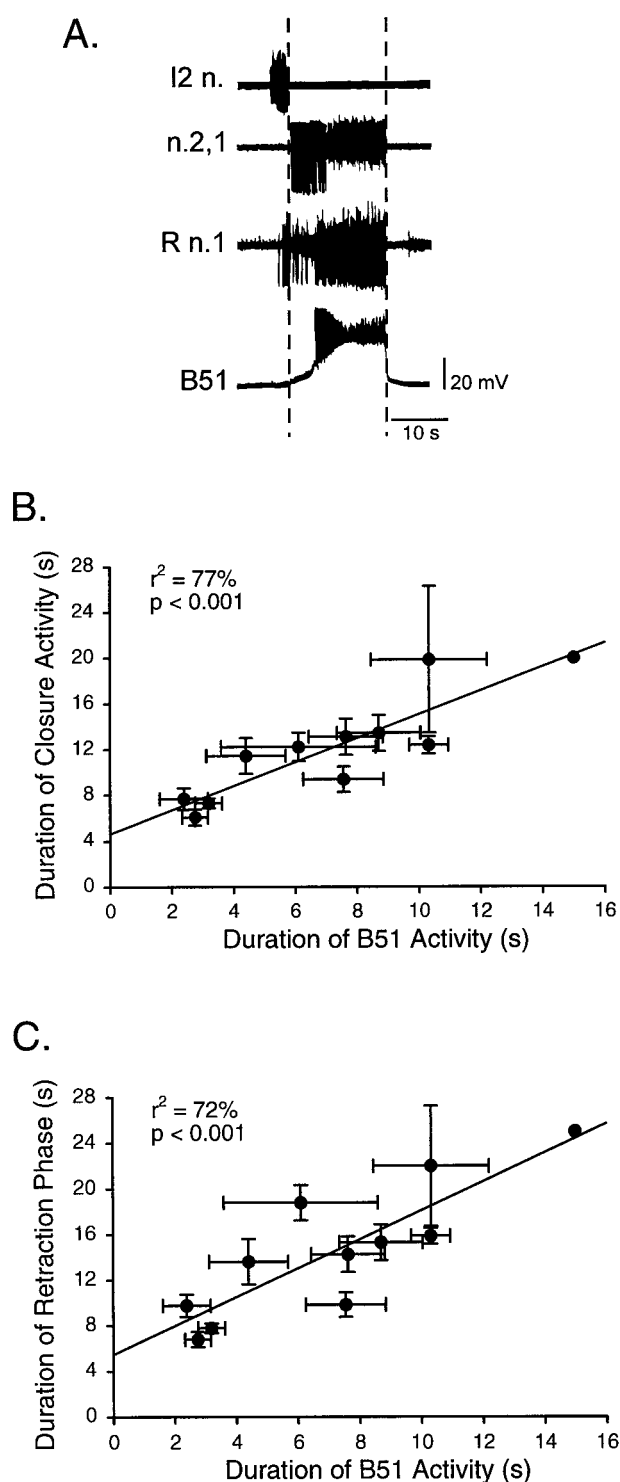 A.
I2 n.
n.2,1
R n.1
B51
20 mV
10 s
B.
r² = 77%
p < 0.001
Duration of Closure Activity (s)
28
24
20
16
12
8
4
0
0 2 4 6 8 10 12 14 16
Duration of B51 Activity (s)
C.
r² = 72%
p < 0.001
Duration of Retraction Phase (s)
28
24
20
16
12
8
4
0
0 2 4 6 8 10 12 14 16
Duration of B51 Activity (s)